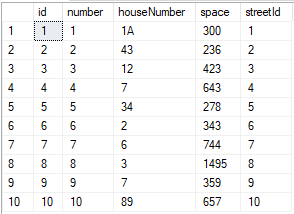 id number houseNumber space streetId
1 1 1 1A 300 1
2 2 2 43 236 2
3 3 3 12 423 3
4 4 4 7 643 4
5 5 5 34 278 5
6 6 6 2 343 6
7 7 7 6 744 7
8 8 8 3 1495 8
9 9 9 7 359 9
10 10 10 89 657 10